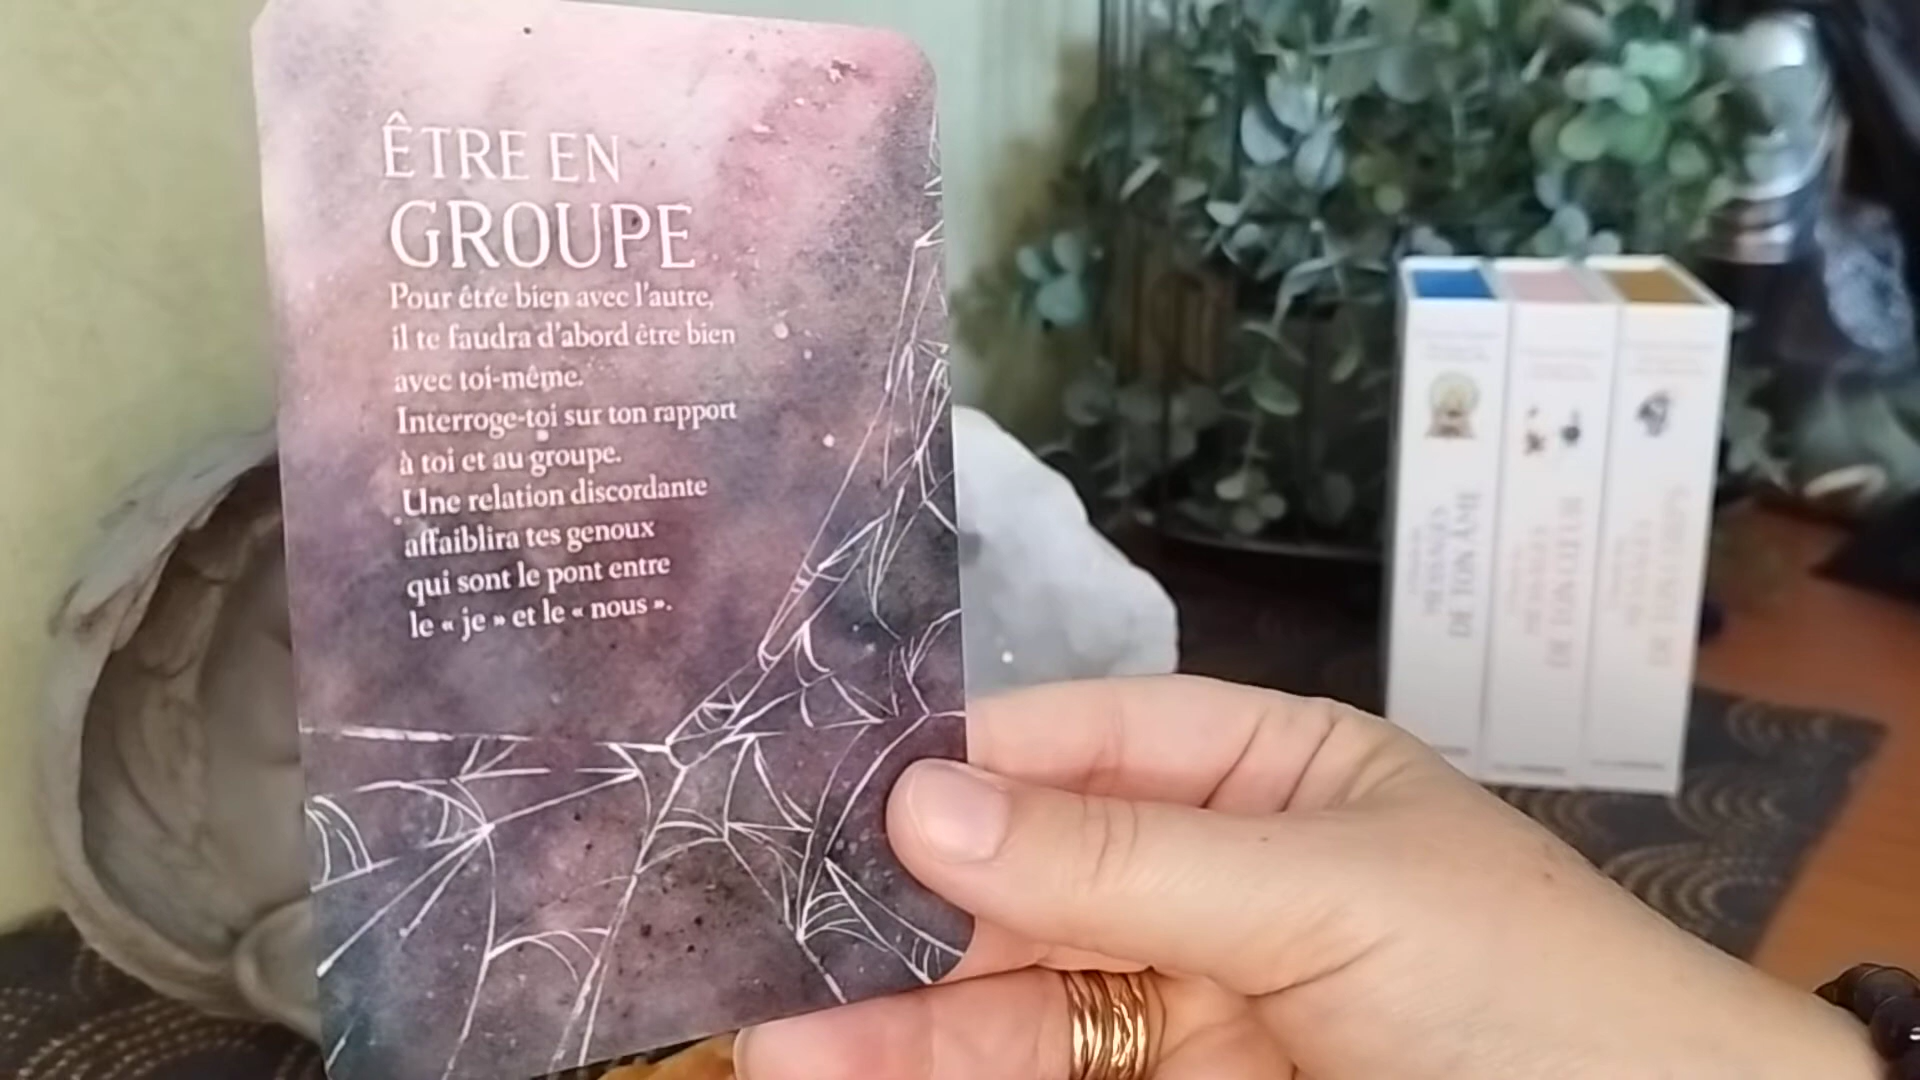 ÊTRE EN
GROUPE
Pour être bien avec l'autre,
il te faudra d'abord être bien
avec toi-même.
Interroge-toi sur ton rapport
à toi et au groupe.
Une relation discordante
affaiblira tes genoux
qui sont le pont entre
le « je » et le « nous ».